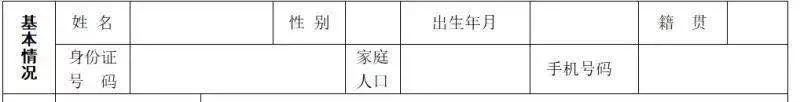 基本情况
姓 名 性 别 出生年月 籍 贯
身份证号 码 家庭人口 手机号码